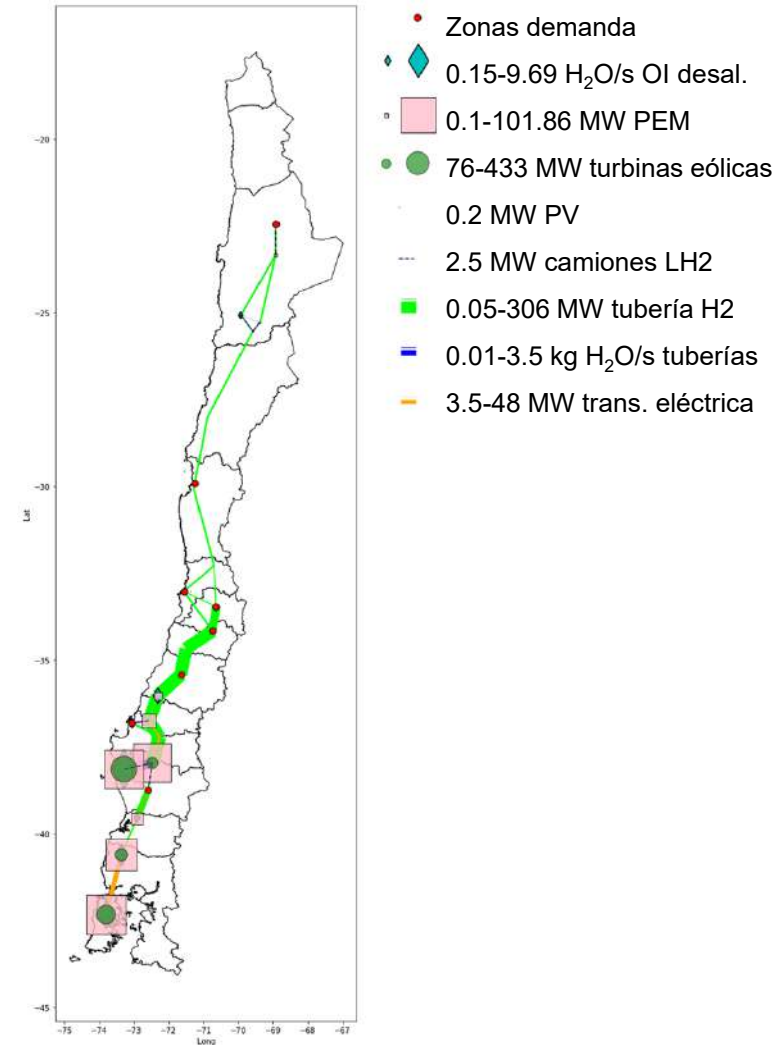 Zonas demanda
0.15-9.69 H₂O/s OI desal.
0.1-101.86 MW PEM
76-433 MW turbinas eólicas
0.2 MW PV
2.5 MW camiones LH2
0.05-306 MW tubería H2
0.01-3.5 kg H₂O/s tuberías
3.5-48 MW trans. eléctrica
Lat
−20
−25
−30
−35
−40
−45
−75 −74 −73 −72 −71 −70 −69 −68 −67
Long